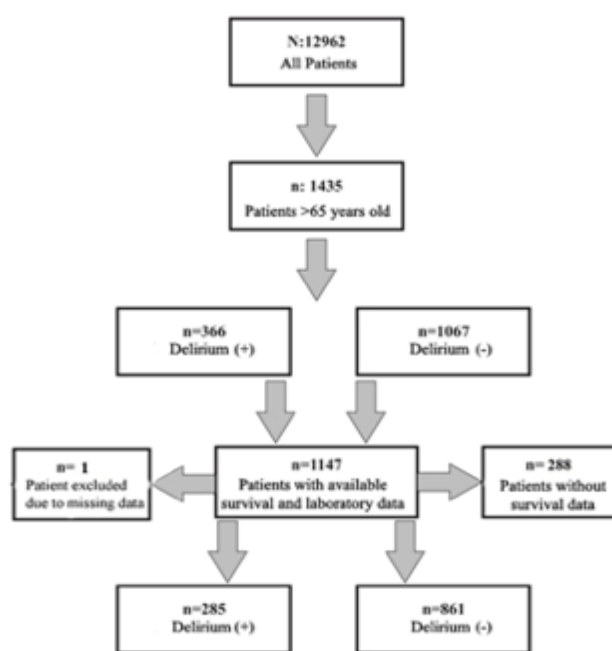 N:12962
All Patients
n: 1435
Patients >65 years old
n=366
Delirium (+)
n=1067
Delirium (-)
n= 1
Patient excluded
due to missing data
n=1147
Patients with available
survival and laboratory data
n= 288
Patients without
survival data
n=285
Delirium (+)
n=861
Delirium (-)